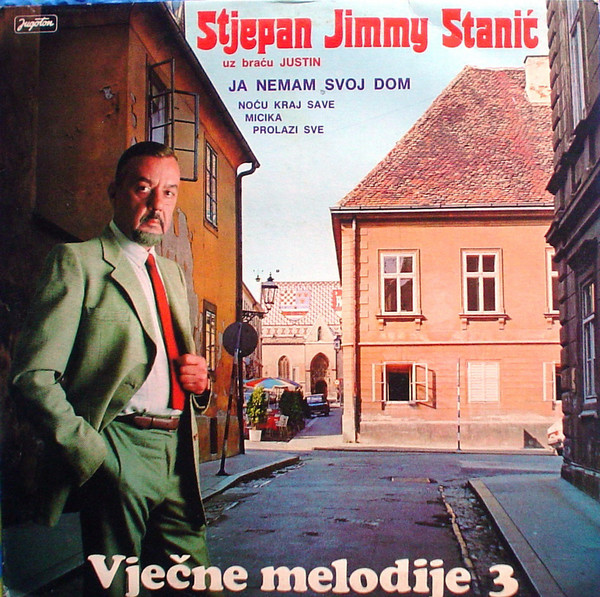 Jugoton
Stjepan Jimmy Stanić
uz braću JUSTIN
JA NEMAM SVOJ DOM
NOĆU KRAJ SAVE
MICIKA
PROLAZI SVE
Vječne melodije 3